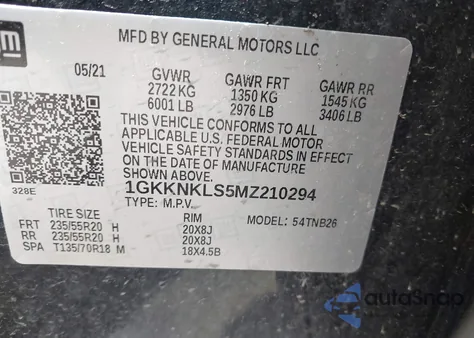 gm
MFD BY GENERAL MOTORS LLC
05/21 GVWR GAWR FRT GAWR RR
2722 KG 1350 KG 1545 KG
6001 LB 2976 LB 3406 LB
THIS VEHICLE CONFORMS TO ALL
APPLICABLE U.S. FEDERAL MOTOR
VEHICLE SAFETY STANDARDS IN EFFECT
ON THE DATE OF MANUFACTURE
SHOWN ABOVE.
328E 1GKKNKLS5MZ210294
TYPE: M.P.V. MODEL: 54TNB26
TIRE SIZE RIM
FRT 235/55R20 H 20X8J
RR 235/55R20 H 20X8J
SPA T135/70R18 M 18X4.5B
autoSnap